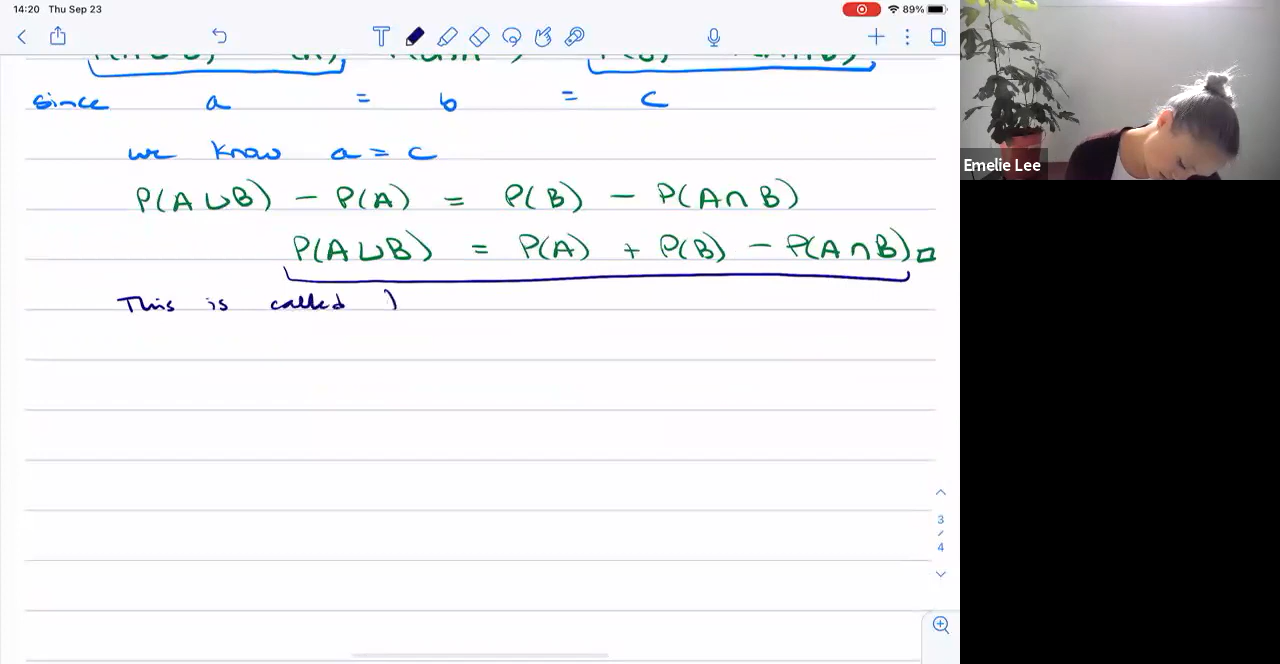 14:20 Thu Sep 23
89%
since a = b = c
we know a = c
P(A∪B) - P(A) = P(B) - P(A∩B)
P(A∪B) = P(A) + P(B) - P(A∩B) □
This is called
3
/
4
Emelie Lee